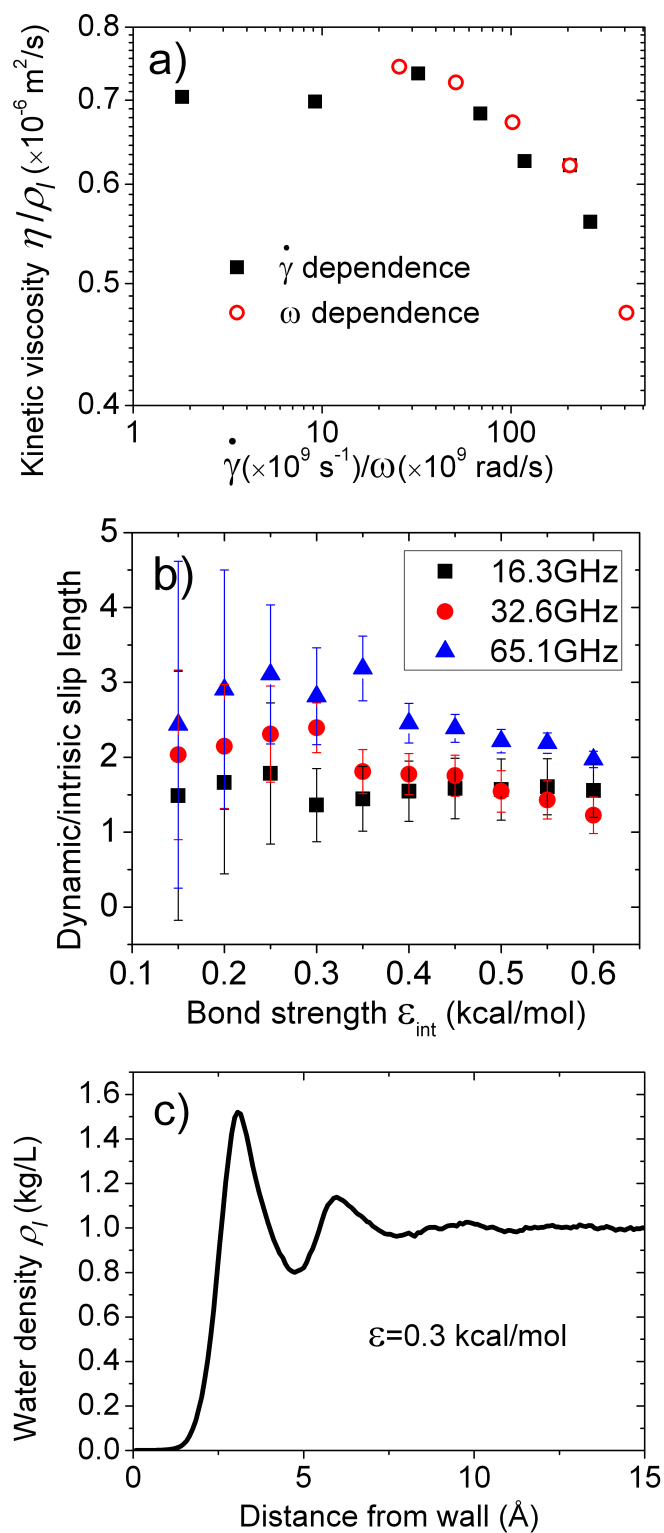 a)
Kinetic viscosity η/ρl (×10-6 m2/s)
0.8
0.7
0.6
0.5
0.4
γ̇ dependence
ω dependence
1
10
100
γ̇(×109 s-1)/ω(×109 rad/s)
b)
Dynamic/intrisic slip length
5
4
3
2
1
0
16.3GHz
32.6GHz
65.1GHz
0.1
0.2
0.3
0.4
0.5
0.6
Bond strength εint (kcal/mol)
c)
Water density ρl (kg/L)
1.6
1.4
1.2
1.0
0.8
0.6
0.4
0.2
0.0
ε=0.3 kcal/mol
0
5
10
15
Distance from wall (Å)